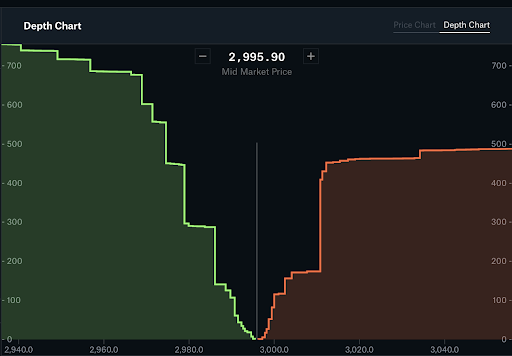 Depth Chart
Price Chart Depth Chart
− 2,995.90 +
Mid Market Price
- 700 700 -
- 600 600 -
- 500 500 -
- 400 400 -
- 300 300 -
- 200 200 -
- 100 100 -
- 0 0 -
2,940.0 2,960.0 2,980.0 3,000.0 3,020.0 3,040.0